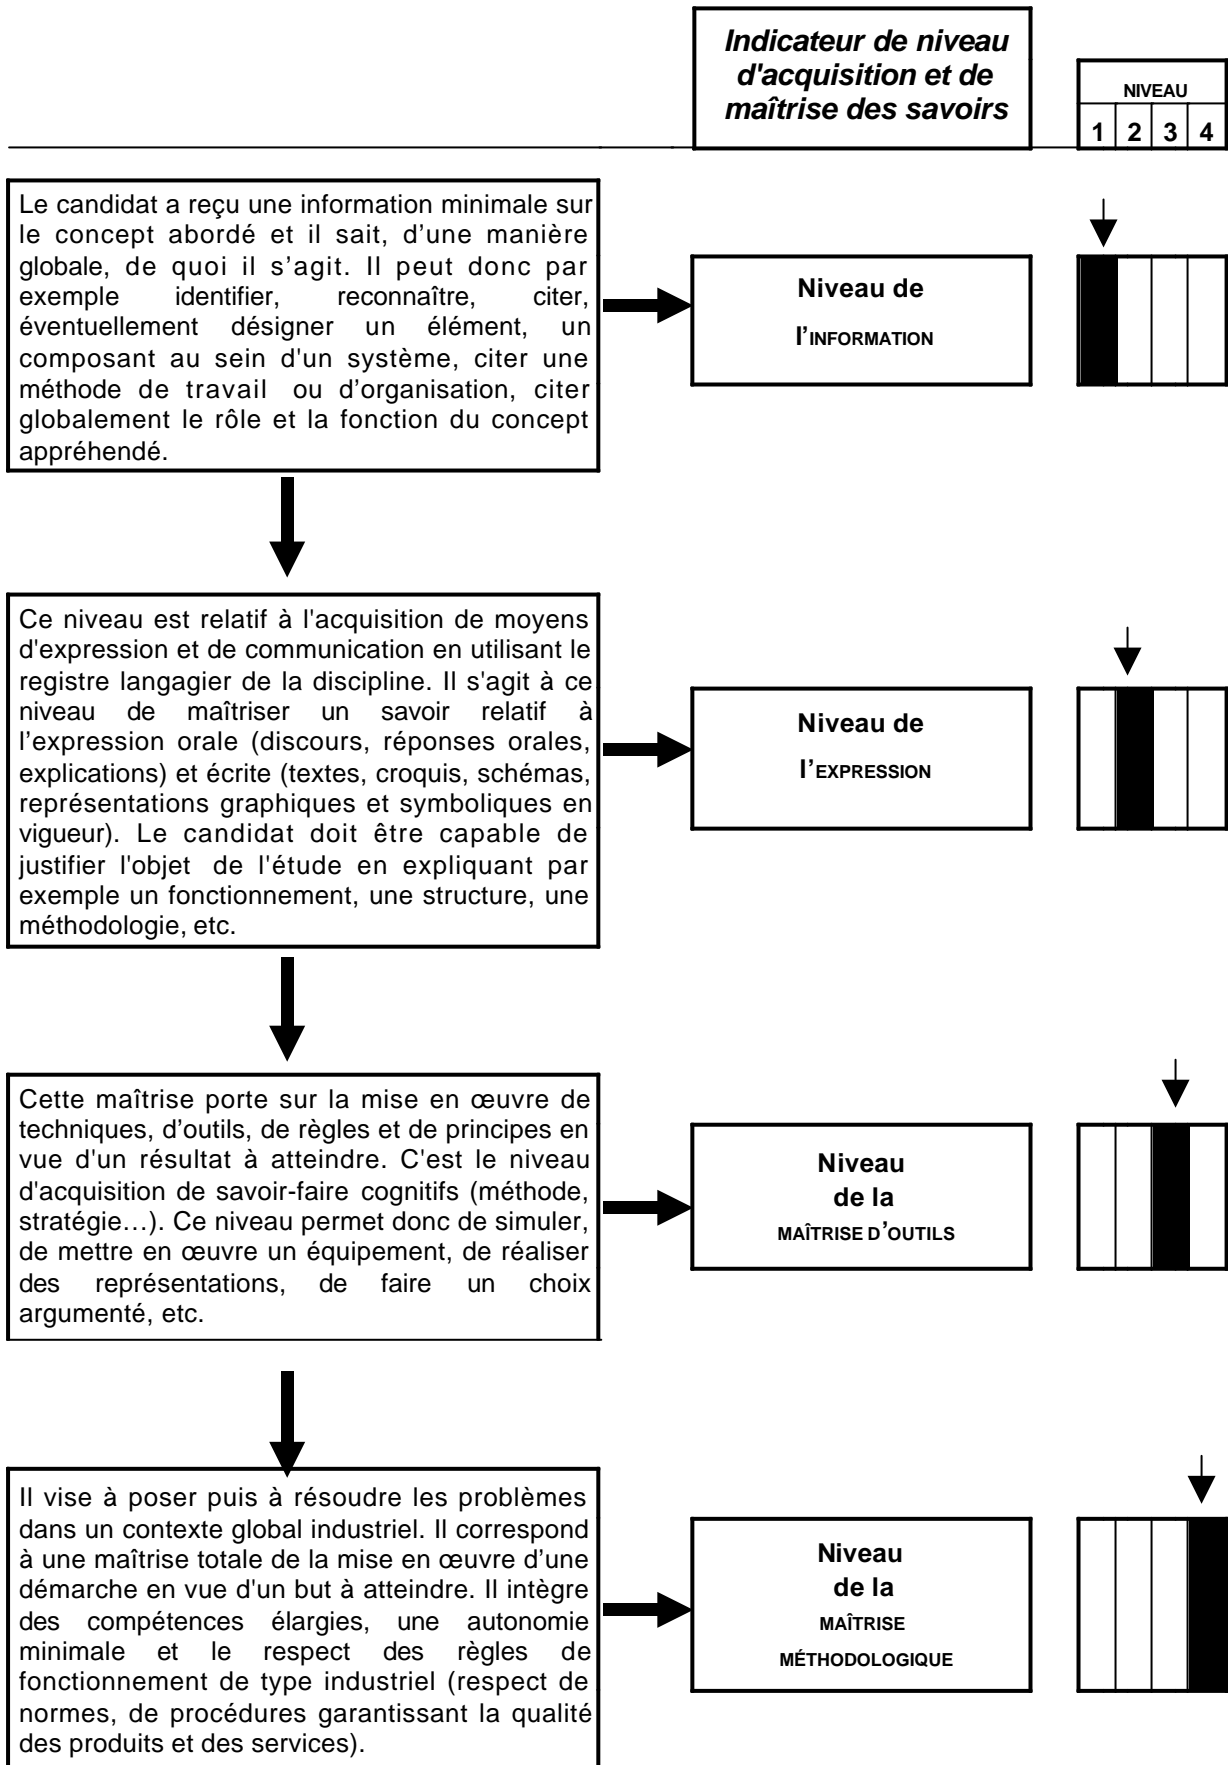 Indicateur de niveau
d'acquisition et de
maîtrise des savoirs
NIVEAU
1 2 3 4
Le candidat a reçu une information minimale sur
le concept abordé et il sait, d’une manière
globale, de quoi il s’agit. Il peut donc par
exemple identifier, reconnaître, citer,
éventuellement désigner un élément, un
composant au sein d'un système, citer une
méthode de travail ou d’organisation, citer
globalement le rôle et la fonction du concept
appréhendé.
Niveau de
l’INFORMATION
Ce niveau est relatif à l'acquisition de moyens
d'expression et de communication en utilisant le
registre langagier de la discipline. Il s'agit à ce
niveau de maîtriser un savoir relatif à
l’expression orale (discours, réponses orales,
explications) et écrite (textes, croquis, schémas,
représentations graphiques et symboliques en
vigueur). Le candidat doit être capable de
justifier l'objet de l'étude en expliquant par
exemple un fonctionnement, une structure, une
méthodologie, etc.
Niveau de
l’EXPRESSION
Cette maîtrise porte sur la mise en œuvre de
techniques, d’outils, de règles et de principes en
vue d'un résultat à atteindre. C'est le niveau
d'acquisition de savoir-faire cognitifs (méthode,
stratégie…). Ce niveau permet donc de simuler,
de mettre en œuvre un équipement, de réaliser
des représentations, de faire un choix
argumenté, etc.
Niveau
de la
MAÎTRISE D’OUTILS
Il vise à poser puis à résoudre les problèmes
dans un contexte global industriel. Il correspond
à une maîtrise totale de la mise en œuvre d’une
démarche en vue d'un but à atteindre. Il intègre
des compétences élargies, une autonomie
minimale et le respect des règles de
fonctionnement de type industriel (respect de
normes, de procédures garantissant la qualité
des produits et des services).
Niveau
de la
MAÎTRISE
MÉTHODOLOGIQUE